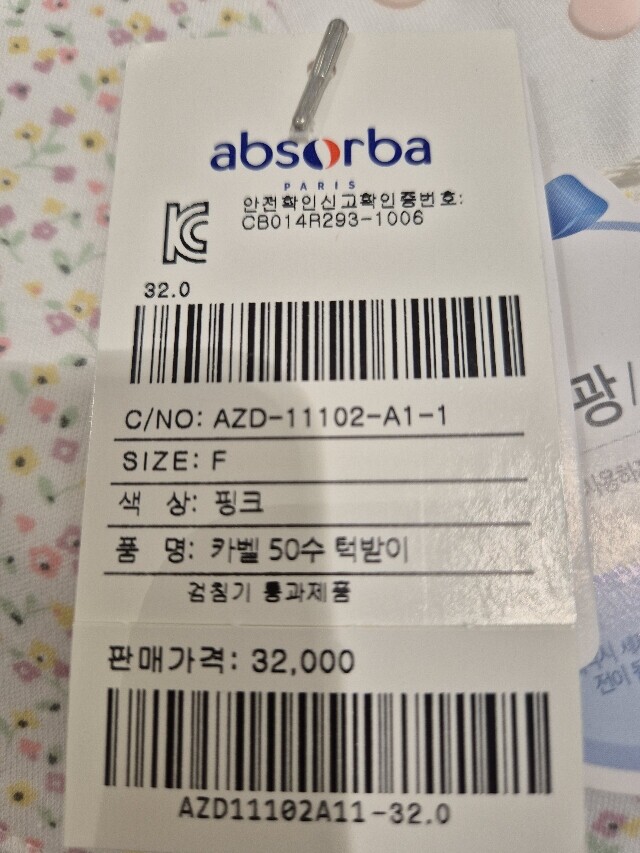 absorba
PARIS
안전확인신고확인증번호:
CB014R293-1006
32.0
C/NO: AZD-11102-A1-1
SIZE: F
색 상: 핑크
품 명: 카벨 50수 턱받이
검침기 통과제품
판매가격: 32,000
AZD11102A11-32.0
광